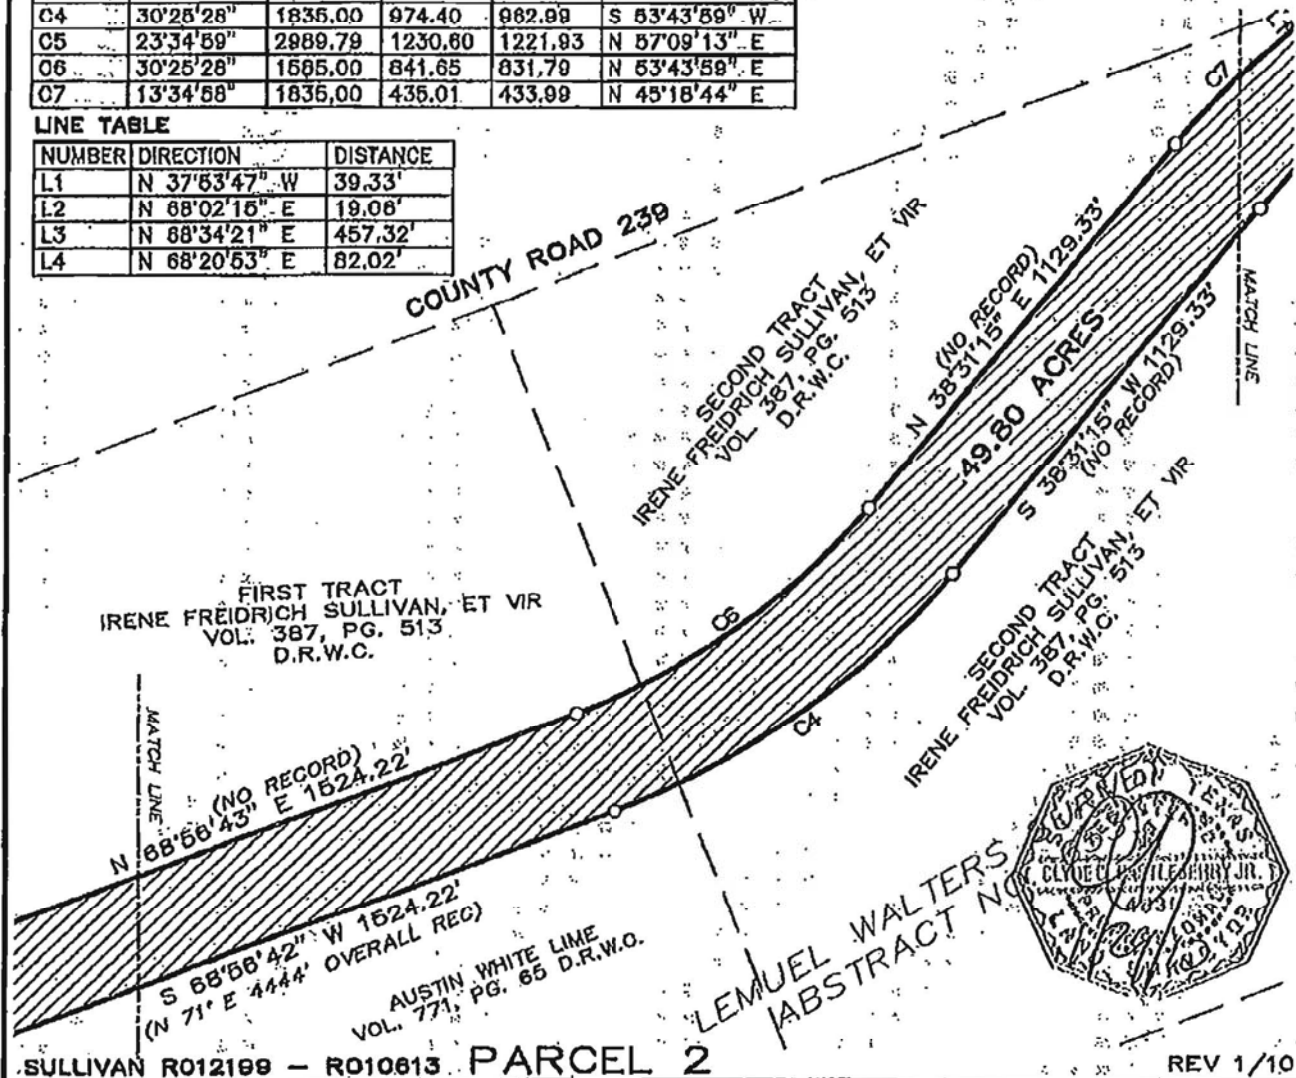 C4 30°25'28" 1835.00 974.40 962.99 S 53°43'59" W
C5 23°34'59" 2989.79 1230.60 1221.93 N 57°09'13" E
C6 30°25'28" 1585.00 841.65 831.79 N 53°43'59" E
C7 13°34'58" 1835.00 435.01 433.99 N 45°18'44" E
LINE TABLE
NUMBER DIRECTION DISTANCE
L1 N 37°53'47" W 39.33'
L2 N 68°02'15" E 19.06'
L3 N 68°34'21" E 457.32'
L4 N 68°20'53" E 82.02'
C7
COUNTY ROAD 239
SECOND TRACT
IRENE FREIDRICH SULLIVAN, ET VIR
VOL. 387, PG. 513
D.R.W.C.
(NO RECORD)
N 38°31'15" E 1129.33'
49.80 ACRES
S 38°31'15" W 1129.33'
(NO RECORD)
MATCH LINE
FIRST TRACT
IRENE FREIDRICH SULLIVAN, ET VIR
VOL. 387, PG. 513
D.R.W.C.
C6
C4
SECOND TRACT
IRENE FREIDRICH SULLIVAN, ET VIR
VOL. 387, PG. 513
D.R.W.C.
MATCH LINE
(NO RECORD)
N 68°56'43" E 1524.22'
S 68°56'42" W 1524.22'
(N 71° E 4444' OVERALL REC)
AUSTIN WHITE LIME
VOL. 771, PG. 65 D.R.W.C.
LEMUEL WALTERS
ABSTRACT NO
TEXAS
JR.
SULLIVAN R012199 – R010613 PARCEL 2
REV 1/10